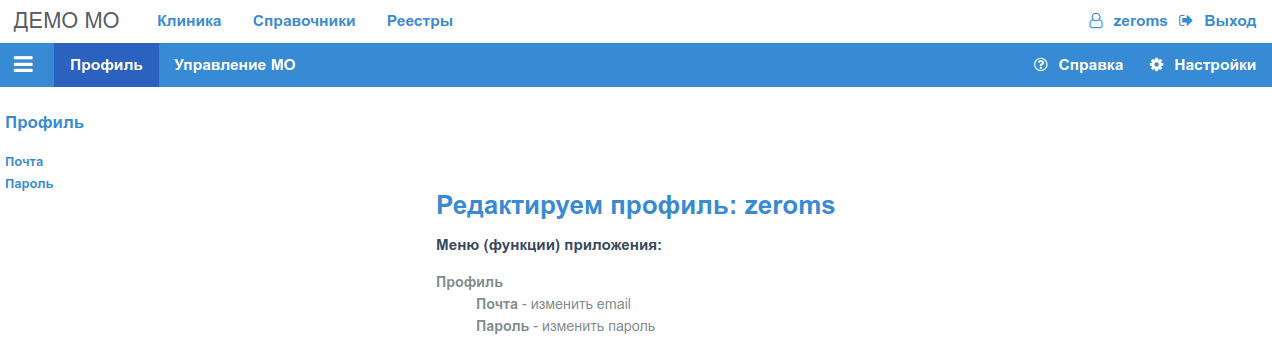 ДЕМО МО Клиника Справочники Реестры zeroms Выход
Профиль Управление МО Справка Настройки
Профиль
Почта
Пароль
Редактируем профиль: zeroms
Меню (функции) приложения:
Профиль
Почта - изменить email
Пароль - изменить пароль